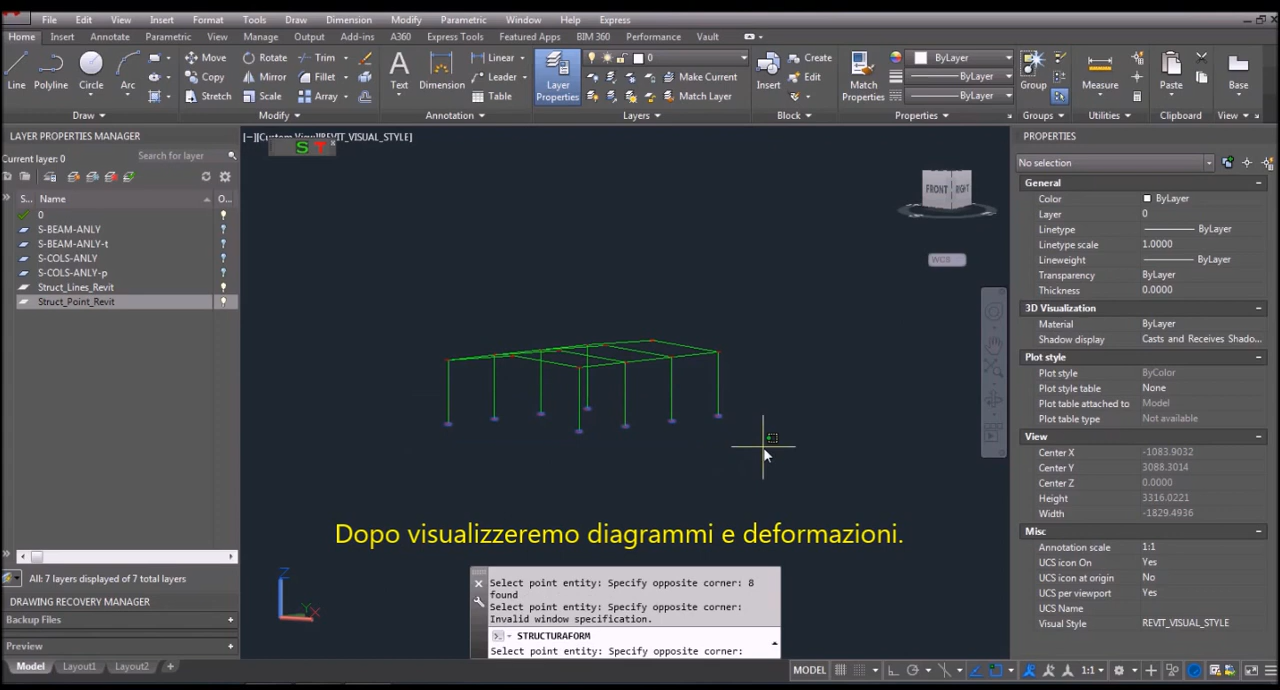 File Edit View Insert Format Tools Draw Dimension Modify Parametric Window Help Express
Home Insert Annotate Parametric View Manage Output Add-ins A360 Express Tools Featured Apps BIM 360 Performance Vault
Line Polyline Circle Arc
Move Rotate Trim
Copy Mirror Fillet
Stretch Scale Array
Draw Modify
Text Dimension
Linear
Leader
Table
Annotation
Layer Properties
0
Make Current
Match Layer
Layers
Insert
Create
Edit
Block
Match Properties
ByLayer
ByLayer
ByLayer
Properties
Group
Groups
Measure
Utilities
Paste
Clipboard
Base
View
LAYER PROPERTIES MANAGER
Current layer: 0
Search for layer
S... Name O...
0
S-BEAM-ANLY
S-BEAM-ANLY-t
S-COLS-ANLY
S-COLS-ANLY-p
Struct_Lines_Revit
Struct_Point_Revit
All: 7 layers displayed of 7 total layers
DRAWING RECOVERY MANAGER
Backup Files
Preview
Model Layout1 Layout2 +
[−][Custom View][REVIT_VISUAL_STYLE]
S T
FRONT RIGHT
WCS
Z
Y X
Dopo visualizzeremo diagrammi e deformazioni.
Select point entity: Specify opposite corner: 8
found
Select point entity: Specify opposite corner:
Invalid window specification.
STRUCTURAFORM
Select point entity: Specify opposite corner:
PROPERTIES
No selection
General
Color ByLayer
Layer 0
Linetype ByLayer
Linetype scale 1.0000
Lineweight ByLayer
Transparency ByLayer
Thickness 0.0000
3D Visualization
Material ByLayer
Shadow display Casts and Receives Shado...
Plot style
Plot style ByColor
Plot style table None
Plot table attached to Model
Plot table type Not available
View
Center X -1083.9032
Center Y 3088.3014
Center Z 0.0000
Height 3316.0221
Width -1829.4936
Misc
Annotation scale 1:1
UCS icon On Yes
UCS icon at origin No
UCS per viewport Yes
UCS Name
Visual Style REVIT_VISUAL_STYLE
MODEL 1:1